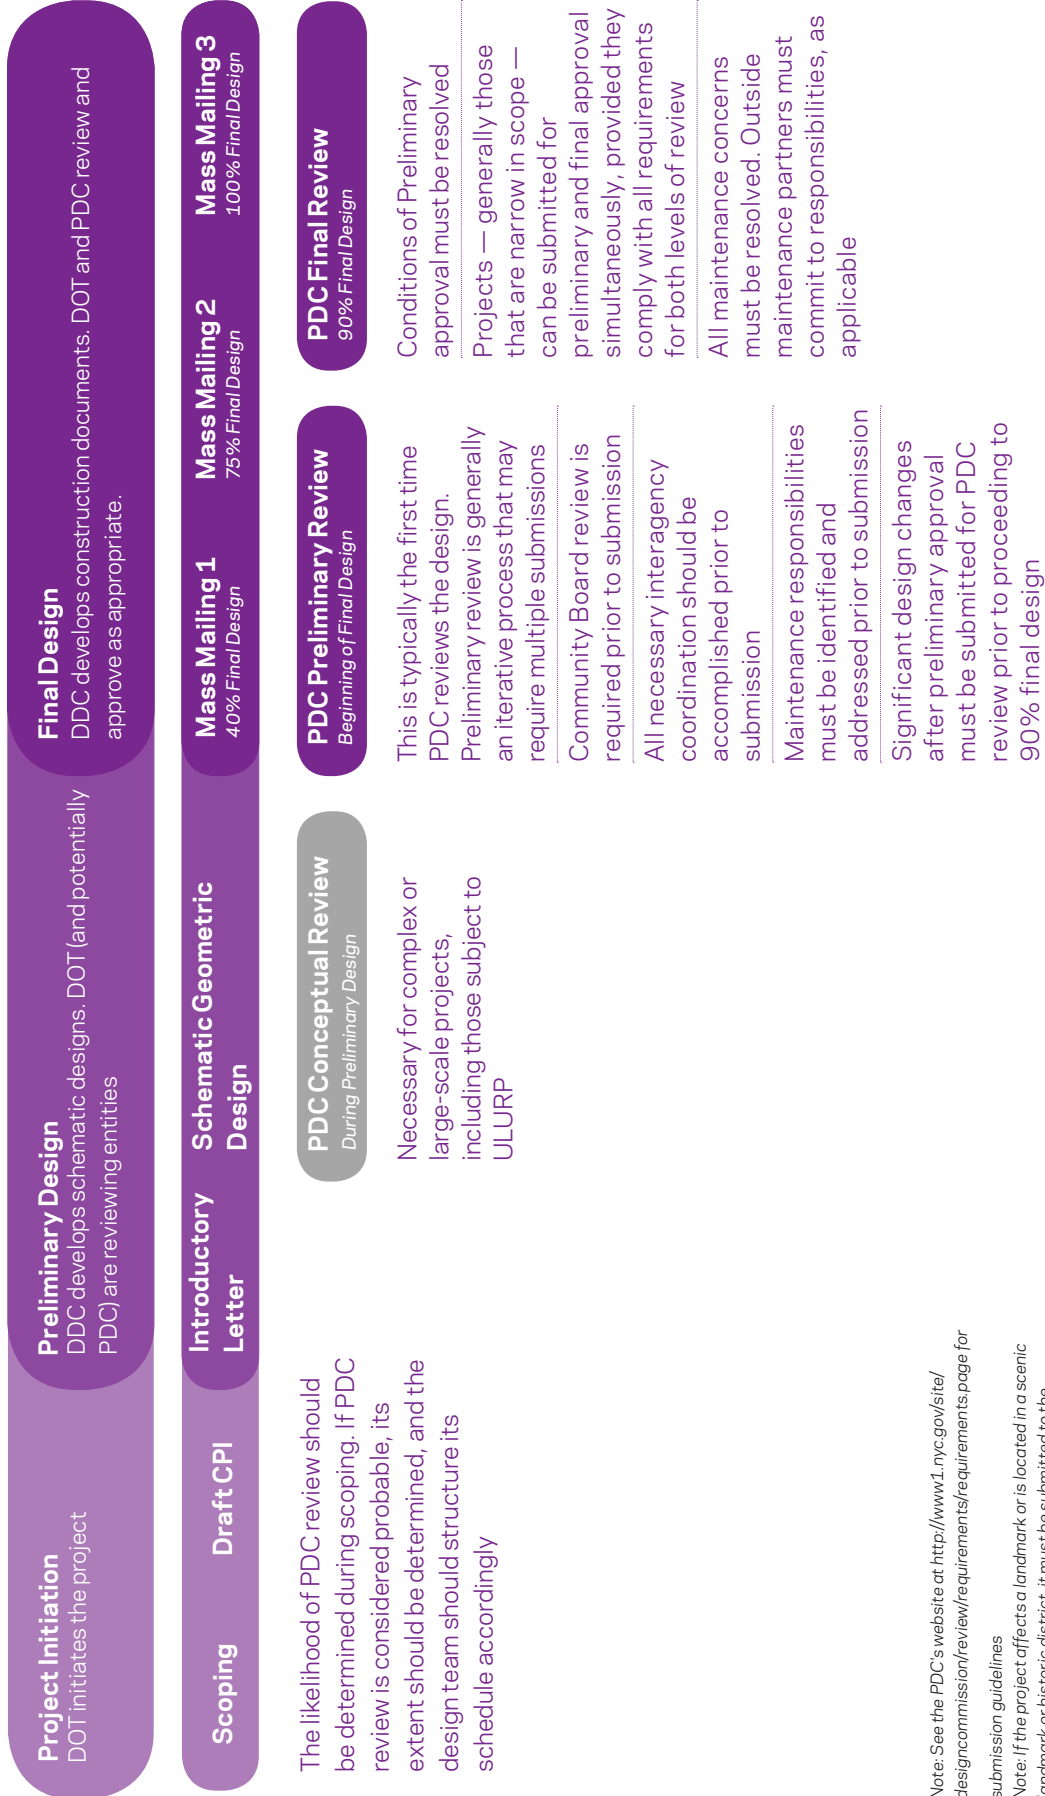 Project Initiation
DOT initiates the project
Preliminary Design
DDC develops schematic designs. DOT (and potentially
PDC) are reviewing entities
Final Design
DDC develops construction documents. DOT and PDC review and
approve as appropriate.
Scoping
Draft CPI
Introductory
Letter
Schematic Geometric
Design
Mass Mailing 1
40% Final Design
Mass Mailing 2
75% Final Design
Mass Mailing 3
100% Final Design
The likelihood of PDC review should
be determined during scoping. If PDC
review is considered probable, its
extent should be determined, and the
design team should structure its
schedule accordingly
PDC Conceptual Review
During Preliminary Design
Necessary for complex or
large-scale projects,
including those subject to
ULURP
PDC Preliminary Review
Beginning of Final Design
This is typically the first time
PDC reviews the design.
Preliminary review is generally
an iterative process that may
require multiple submissions
Community Board review is
required prior to submission
All necessary interagency
coordination should be
accomplished prior to
submission
Maintenance responsibilities
must be identified and
addressed prior to submission
Significant design changes
after preliminary approval
must be submitted for PDC
review prior to proceeding to
90% final design
PDC Final Review
90% Final Design
Conditions of Preliminary
approval must be resolved
Projects — generally those
that are narrow in scope —
can be submitted for
preliminary and final approval
simultaneously, provided they
comply with all requirements
for both levels of review
All maintenance concerns
must be resolved. Outside
maintenance partners must
commit to responsibilities, as
applicable
Note: See the PDC's website at http://www1.nyc.gov/site/
designcommission/review/requirements/requirements.page for
submission guidelines
Note: If the project affects a landmark or is located in a scenic
landmark or historic district, it must be submitted to the